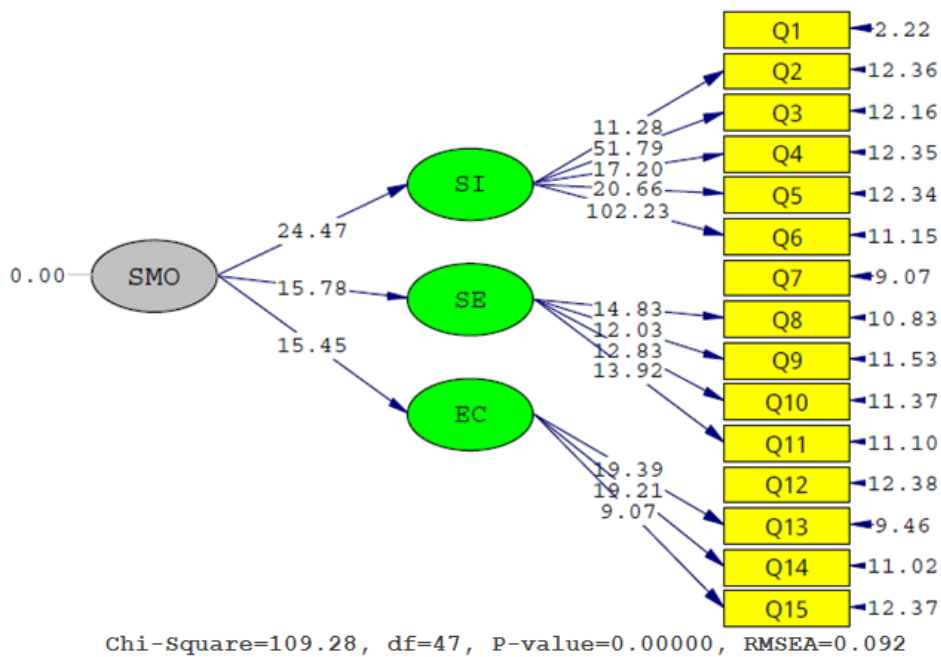 Q1 2.22
Q2 12.36
Q3 12.16
11.28
51.79
Q4 12.35
17.20
SI
20.66
Q5 12.34
102.23
24.47
Q6 11.15
0.00 SMO
Q7 9.07
15.78
SE
14.83
Q8 10.83
12.03
15.45
12.83
Q9 11.53
13.92
Q10 11.37
EC
Q11 11.10
19.39
Q12 12.38
19.21
9.07
Q13 9.46
Q14 11.02
Q15 12.37
Chi-Square=109.28, df=47, P-value=0.00000, RMSEA=0.092